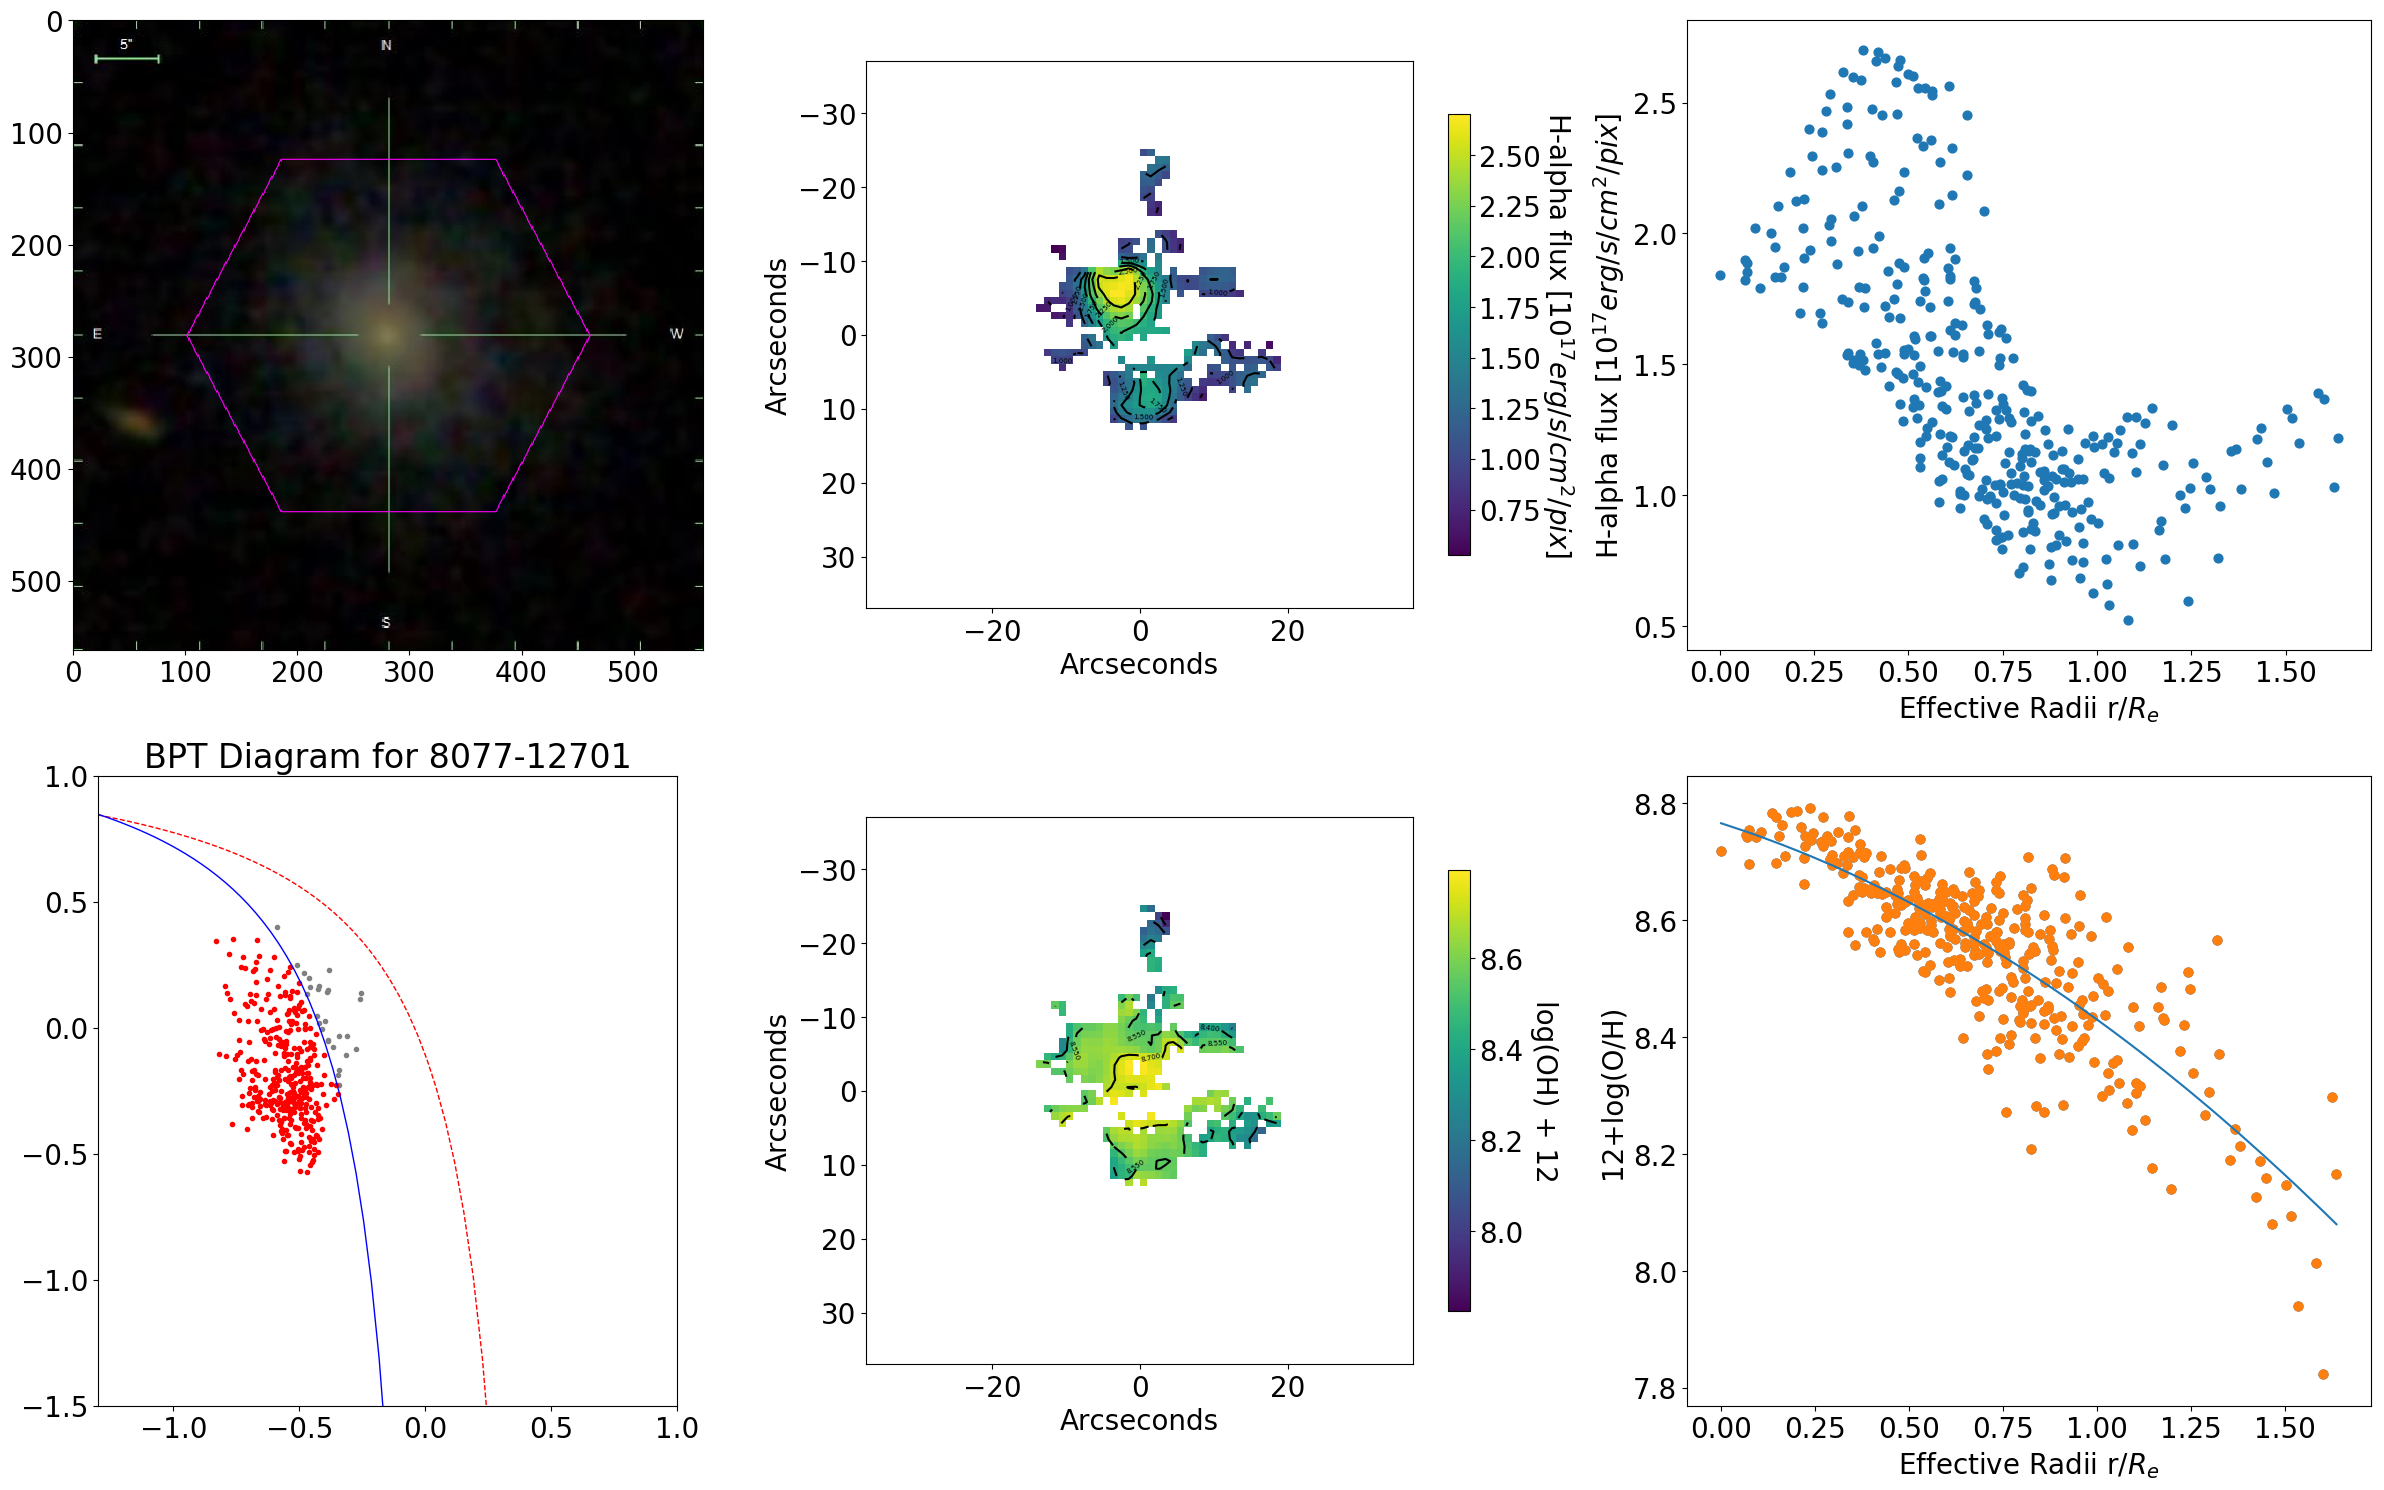 0
100
200
300
400
500
0 100 200 300 400 500
5"
N
E
W
S
−30
−20
−10
0
10
20
30
−20 0 20
Arcseconds
Arcseconds
2.50
2.25
2.00
1.75
1.50
1.25
1.00
0.75
H-alpha flux [10^17 erg/s/cm^2/pix]
H-alpha flux [10^17 erg/s/cm^2/pix]
2.5
2.0
1.5
1.0
0.5
0.00 0.25 0.50 0.75 1.00 1.25 1.50
Effective Radii r/R_e
BPT Diagram for 8077-12701
1.0
0.5
0.0
−0.5
−1.0
−1.5
−1.0 −0.5 0.0 0.5 1.0
−30
−20
−10
0
10
20
30
−20 0 20
Arcseconds
Arcseconds
8.6
8.4
8.2
8.0
log(OH) + 12
12+log(O/H)
8.8
8.6
8.4
8.2
8.0
7.8
0.00 0.25 0.50 0.75 1.00 1.25 1.50
Effective Radii r/R_e